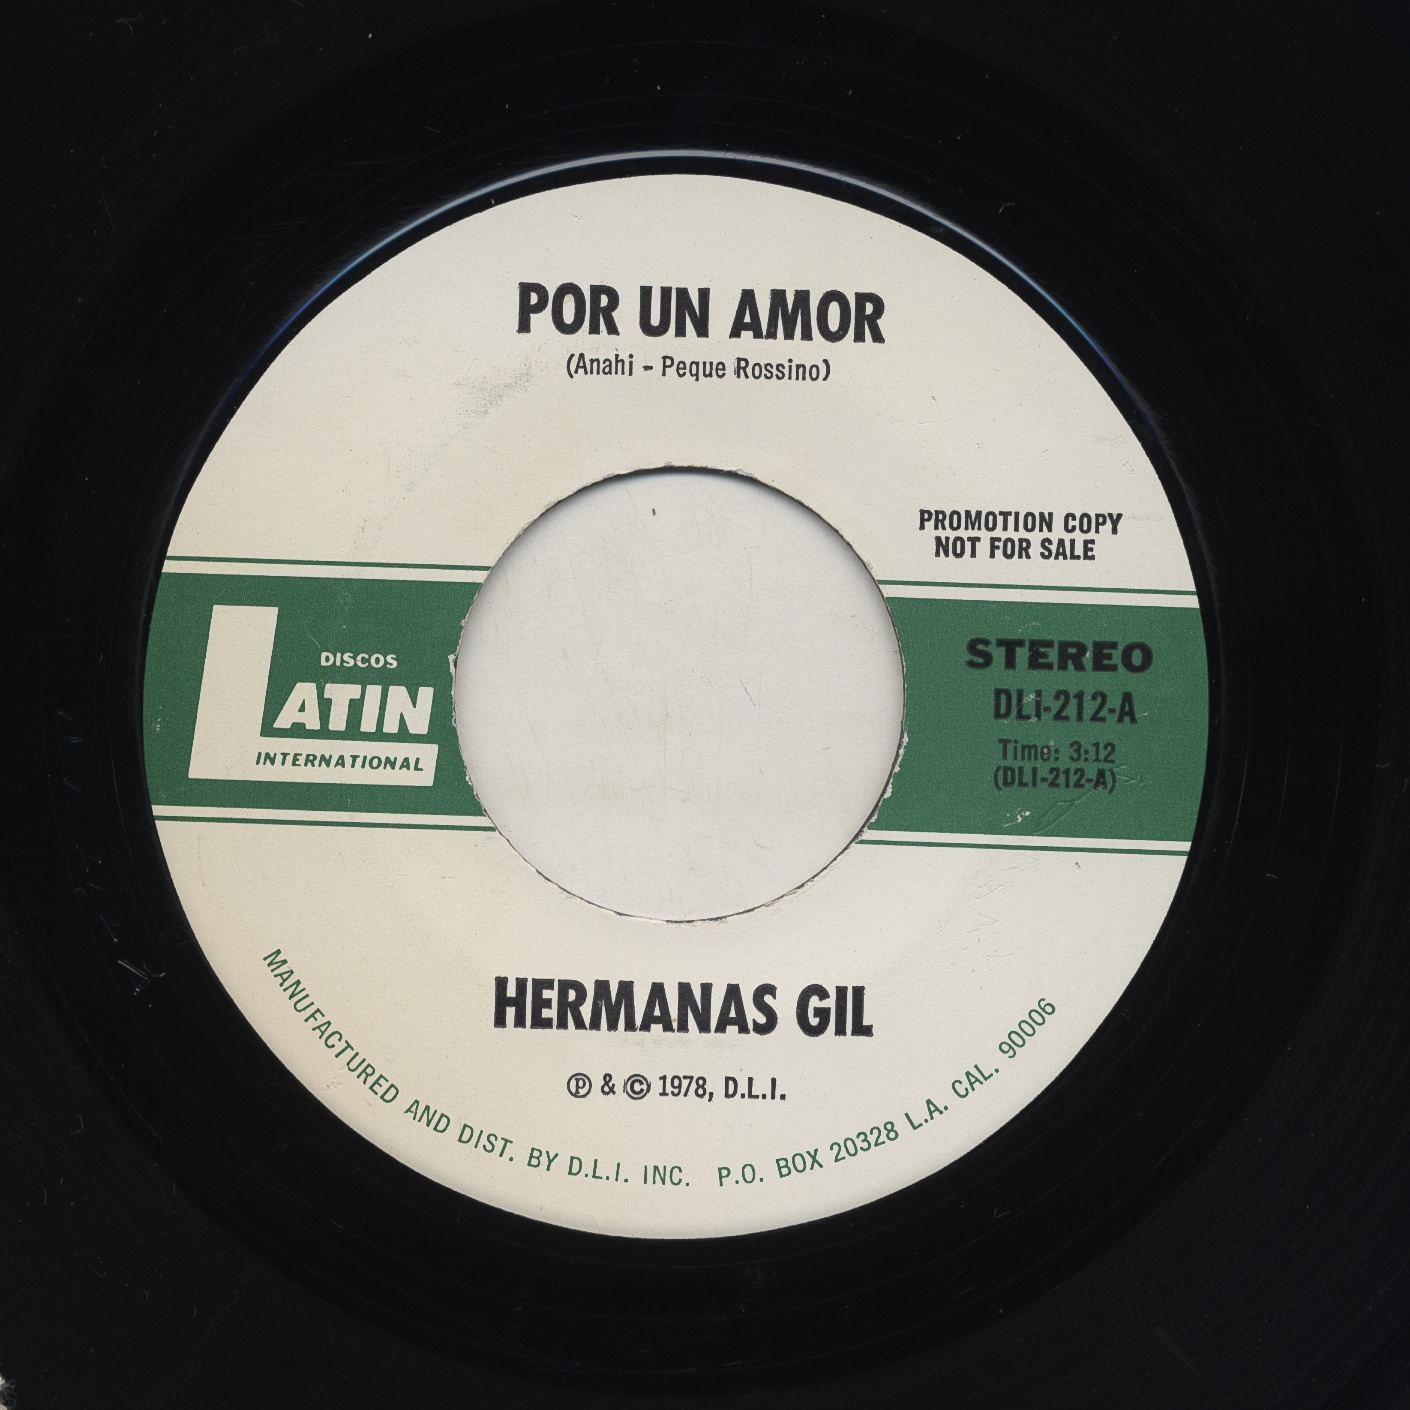 POR UN AMOR
(Anahi - Peque Rossino)
PROMOTION COPY
NOT FOR SALE
DISCOS
LATIN
INTERNATIONAL
STEREO
DLi-212-A
Time: 3:12
(DLI-212-A)
HERMANAS GIL
℗ & © 1978, D.L.I.
MANUFACTURED AND DIST. BY D.L.I. INC. P.O. BOX 20328 L.A. CAL. 90006